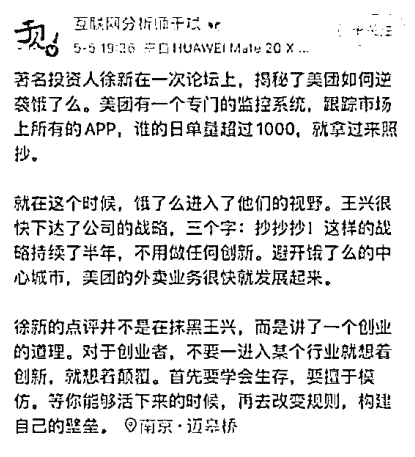 互联网分析师于斌
5-5 19:36 来自HUAWEI Mate 20 X ...
著名投资人徐新在一次论坛上，揭秘了美团如何逆
袭饿了么。美团有一个专门的监控系统，跟踪市场
上所有的APP，谁的日单量超过1000，就拿过来照
抄。
就在这个时候，饿了么进入了他们的视野。王兴很
快下达了公司的战略，三个字：抄抄抄！这样的战
略持续了半年，不用做任何创新。避开饿了么的中
心城市，美团的外卖业务很快就发展起来。
徐新的点评并不是在抹黑王兴，而是讲了一个创业
的道理。对于创业者，不要一进入某个行业就想着
创新，就想着颠覆。首先要学会生存，要擅于模
仿。等你能够活下来的时候，再去改变规则，构建
自己的壁垒。 南京·迈皋桥